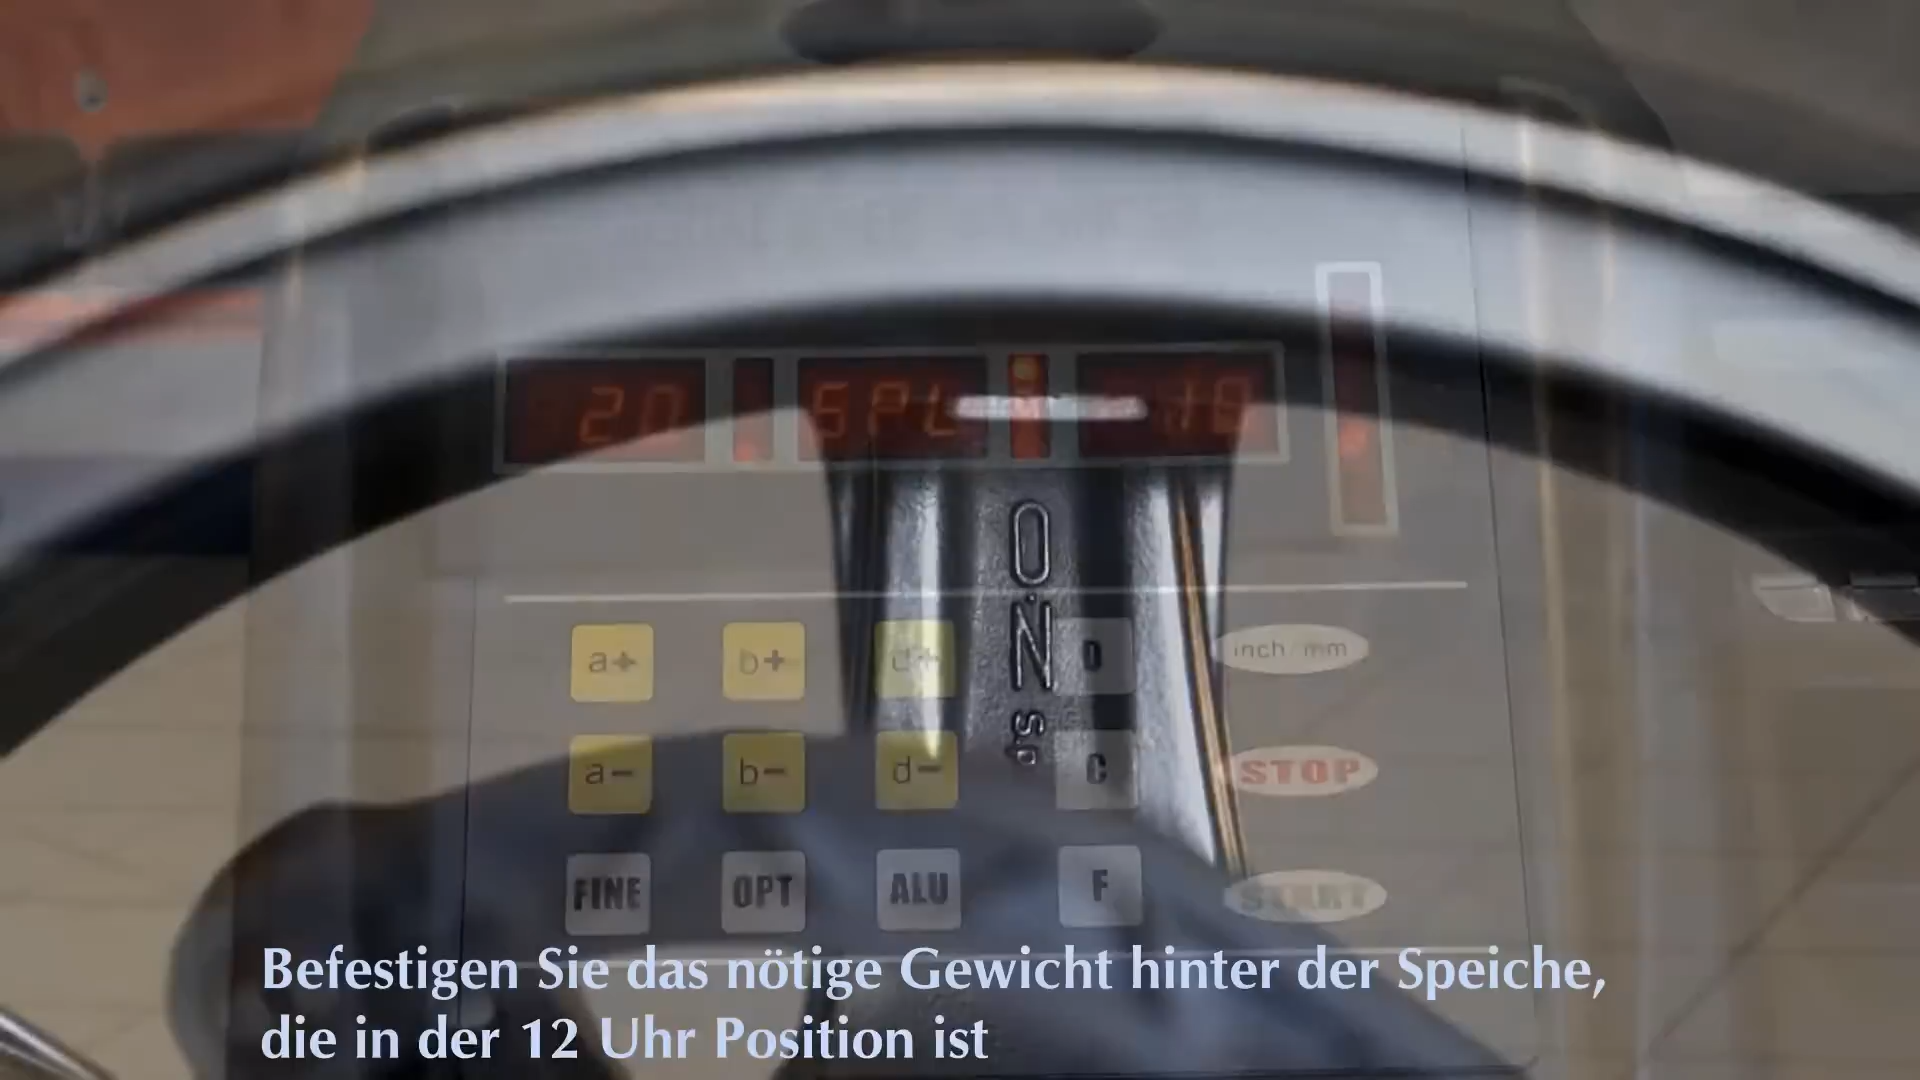 20 SPL 10
O.N
sp
a+ b+ d+ D inch/mm
a- b- d- C STOP
FINE OPT ALU F START
Befestigen Sie das nötige Gewicht hinter der Speiche,
die in der 12 Uhr Position ist